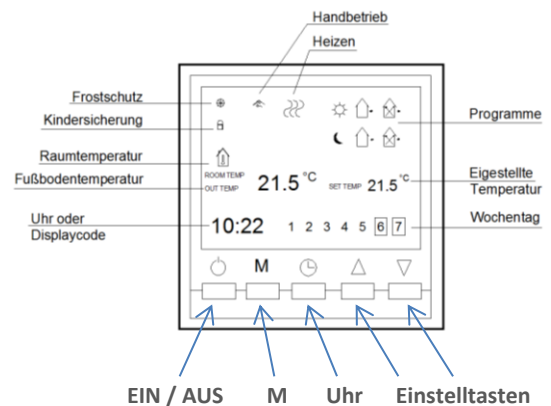 Handbetrieb
Heizen
Frostschutz
Kindersicherung
Programme
Raumtemperatur
Fußbodentemperatur
ROOM TEMP
OUT TEMP
21.5 °C
SET TEMP 21.5 °C
Eigestellte
Temperatur
Uhr oder
Displaycode
10:22
1 2 3 4 5 6 7
Wochentag
M
EIN / AUS M Uhr Einstelltasten